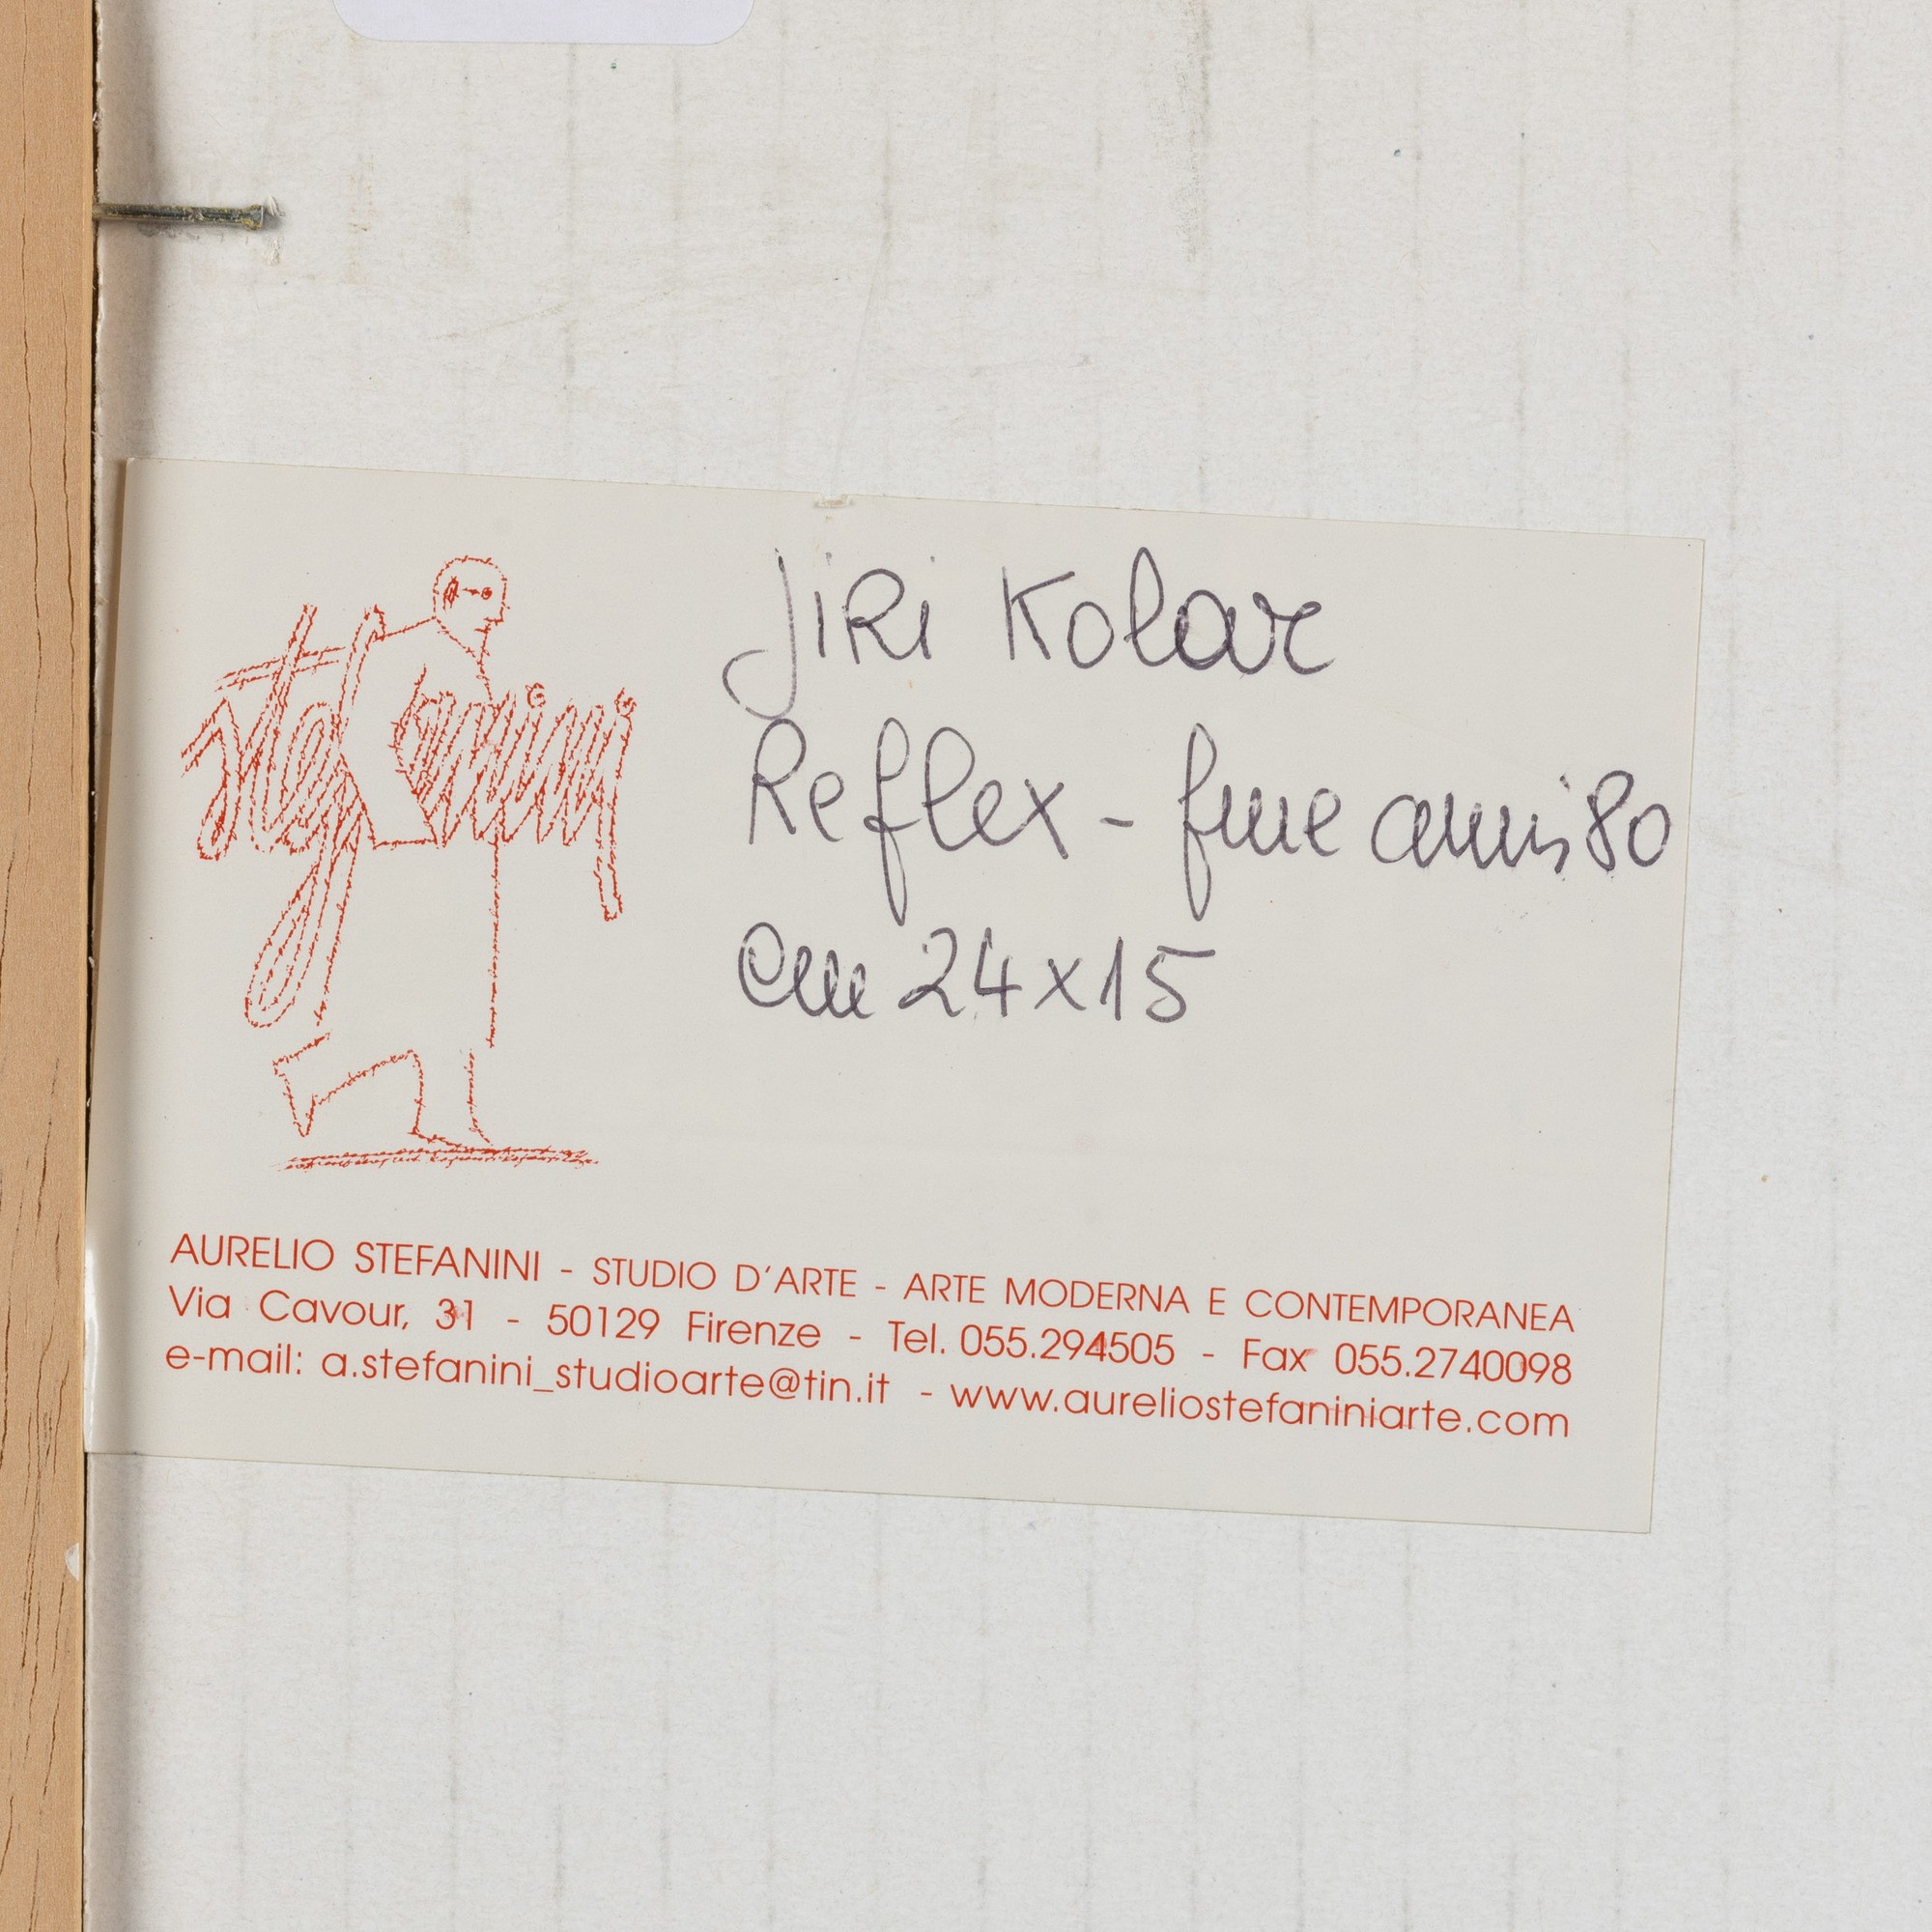 stefanini
Jiri Kolar
Reflex - fine anni 80
cm 24x15
AURELIO STEFANINI - STUDIO D'ARTE - ARTE MODERNA E CONTEMPORANEA
Via Cavour, 31 - 50129 Firenze - Tel. 055.294505 - Fax 055.2740098
e-mail: a.stefanini_studioarte@tin.it - www.aureliostefaniniarte.com